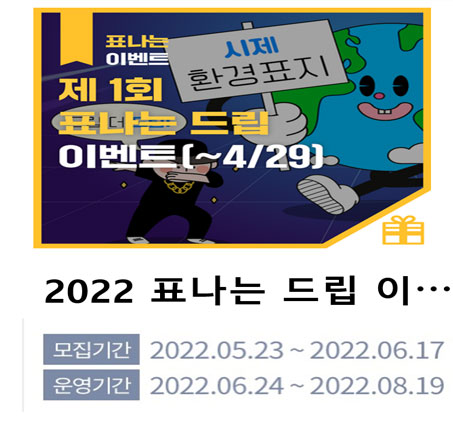 표나는
이벤트
시제
환경표지
제 1회
표나는 드립
이벤트(~4/29)
2022 표나는 드립 이…
모집기간 2022.05.23 ~ 2022.06.17
운영기간 2022.06.24 ~ 2022.08.19